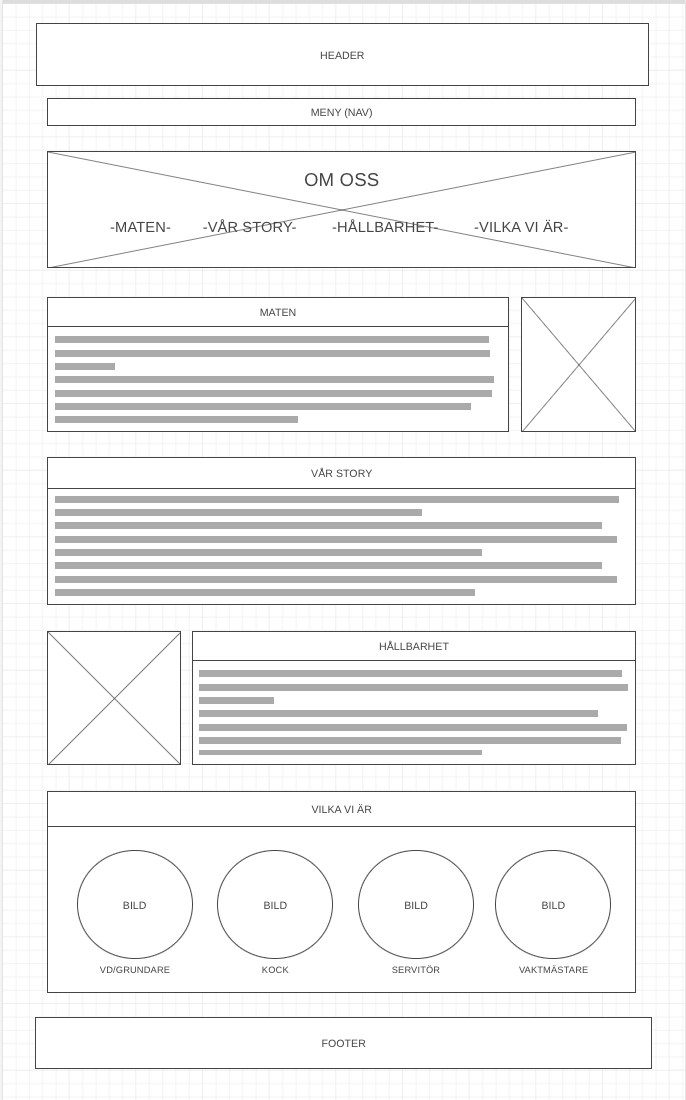 HEADER
MENY (NAV)
OM OSS
-MATEN- -VÅR STORY- -HÅLLBARHET- -VILKA VI ÄR-
MATEN
VÅR STORY
HÅLLBARHET
VILKA VI ÄR
BILD BILD BILD BILD
VD/GRUNDARE KOCK SERVITÖR VAKTMÄSTARE
FOOTER